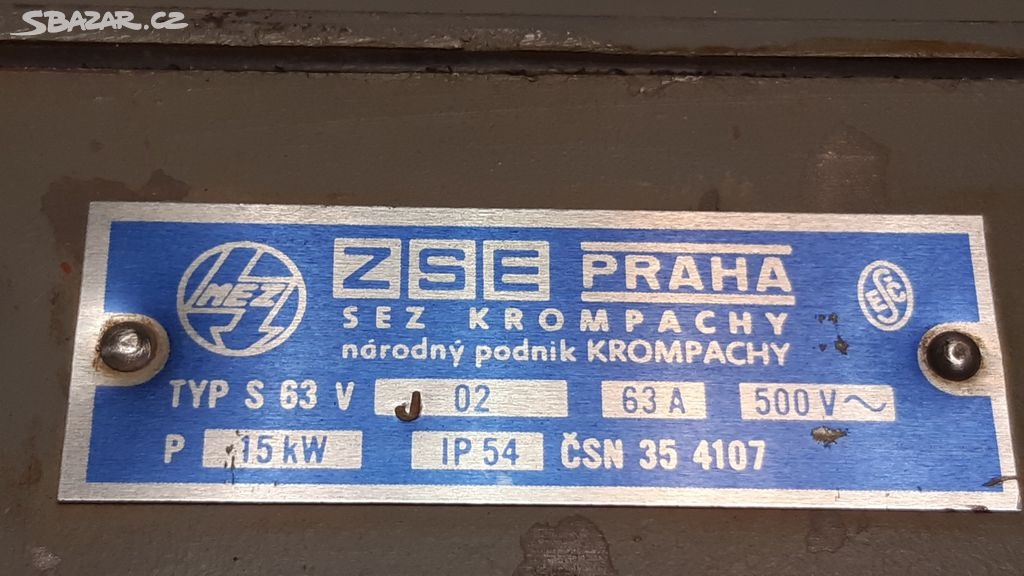 SBAZAR.CZ
MEZ ZSE PRAHA ESČ
SEZ KROMPACHY
národný podnik KROMPACHY
TYP S 63 V J 02 63 A 500 V ~
P 15 kW IP 54 ČSN 35 4107